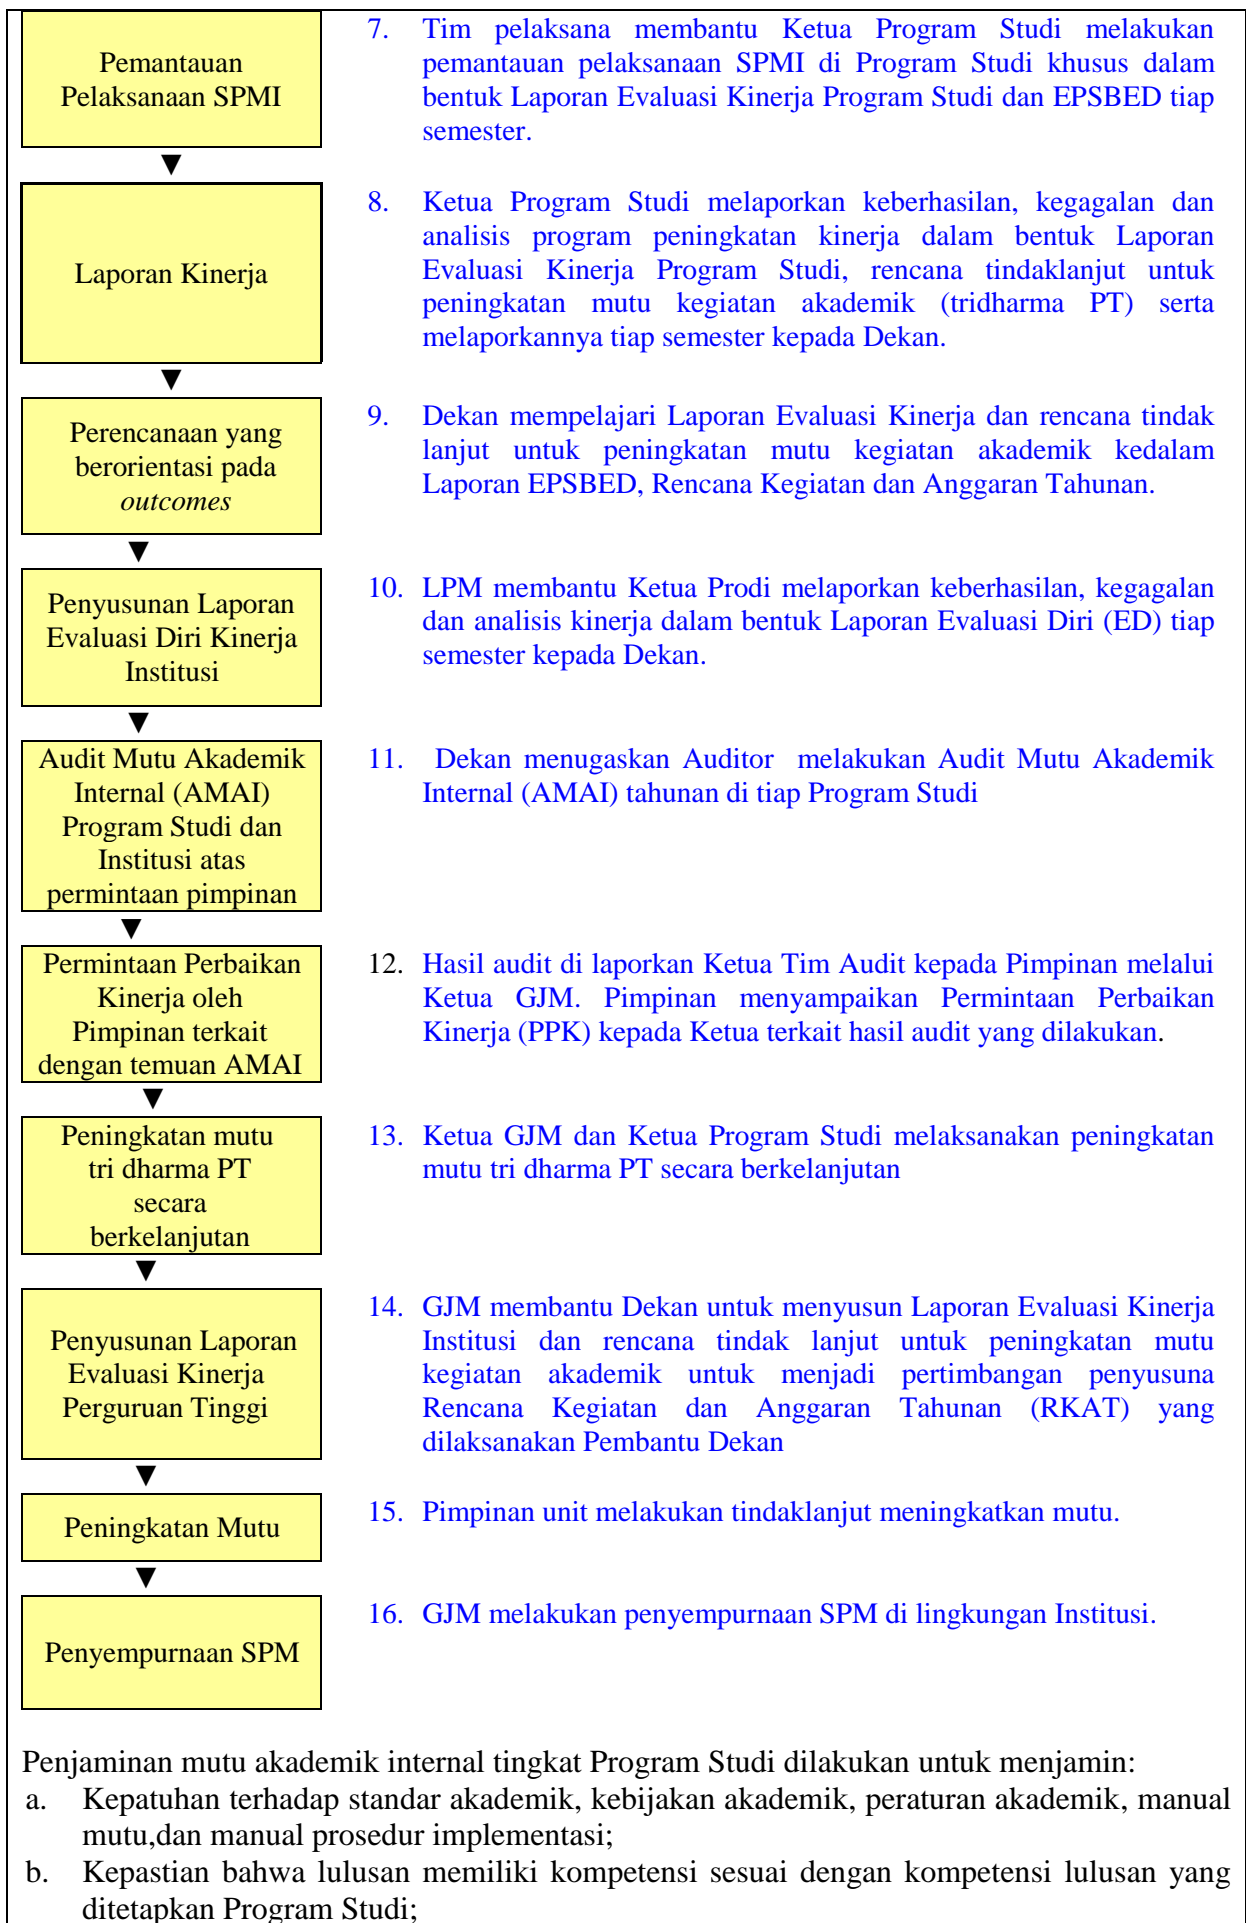 Pemantauan
Pelaksanaan SPMI
7. Tim pelaksana membantu Ketua Program Studi melakukan
pemantauan pelaksanaan SPMI di Program Studi khusus dalam
bentuk Laporan Evaluasi Kinerja Program Studi dan EPSBED tiap
semester.
▼
Laporan Kinerja
8. Ketua Program Studi melaporkan keberhasilan, kegagalan dan
analisis program peningkatan kinerja dalam bentuk Laporan
Evaluasi Kinerja Program Studi, rencana tindaklanjut untuk
peningkatan mutu kegiatan akademik (tridharma PT) serta
melaporkannya tiap semester kepada Dekan.
▼
Perencanaan yang
berorientasi pada
outcomes
9. Dekan mempelajari Laporan Evaluasi Kinerja dan rencana tindak
lanjut untuk peningkatan mutu kegiatan akademik kedalam
Laporan EPSBED, Rencana Kegiatan dan Anggaran Tahunan.
▼
Penyusunan Laporan
Evaluasi Diri Kinerja
Institusi
10. LPM membantu Ketua Prodi melaporkan keberhasilan, kegagalan
dan analisis kinerja dalam bentuk Laporan Evaluasi Diri (ED) tiap
semester kepada Dekan.
▼
Audit Mutu Akademik
Internal (AMAI)
Program Studi dan
Institusi atas
permintaan pimpinan
11. Dekan menugaskan Auditor melakukan Audit Mutu Akademik
Internal (AMAI) tahunan di tiap Program Studi
▼
Permintaan Perbaikan
Kinerja oleh
Pimpinan terkait
dengan temuan AMAI
12. Hasil audit di laporkan Ketua Tim Audit kepada Pimpinan melalui
Ketua GJM. Pimpinan menyampaikan Permintaan Perbaikan
Kinerja (PPK) kepada Ketua terkait hasil audit yang dilakukan.
▼
Peningkatan mutu
tri dharma PT
secara
berkelanjutan
13. Ketua GJM dan Ketua Program Studi melaksanakan peningkatan
mutu tri dharma PT secara berkelanjutan
▼
Penyusunan Laporan
Evaluasi Kinerja
Perguruan Tinggi
14. GJM membantu Dekan untuk menyusun Laporan Evaluasi Kinerja
Institusi dan rencana tindak lanjut untuk peningkatan mutu
kegiatan akademik untuk menjadi pertimbangan penyusuna
Rencana Kegiatan dan Anggaran Tahunan (RKAT) yang
dilaksanakan Pembantu Dekan
▼
Peningkatan Mutu
15. Pimpinan unit melakukan tindaklanjut meningkatkan mutu.
▼
Penyempurnaan SPM
16. GJM melakukan penyempurnaan SPM di lingkungan Institusi.
Penjaminan mutu akademik internal tingkat Program Studi dilakukan untuk menjamin:
a. Kepatuhan terhadap standar akademik, kebijakan akademik, peraturan akademik, manual
mutu,dan manual prosedur implementasi;
b. Kepastian bahwa lulusan memiliki kompetensi sesuai dengan kompetensi lulusan yang
ditetapkan Program Studi;